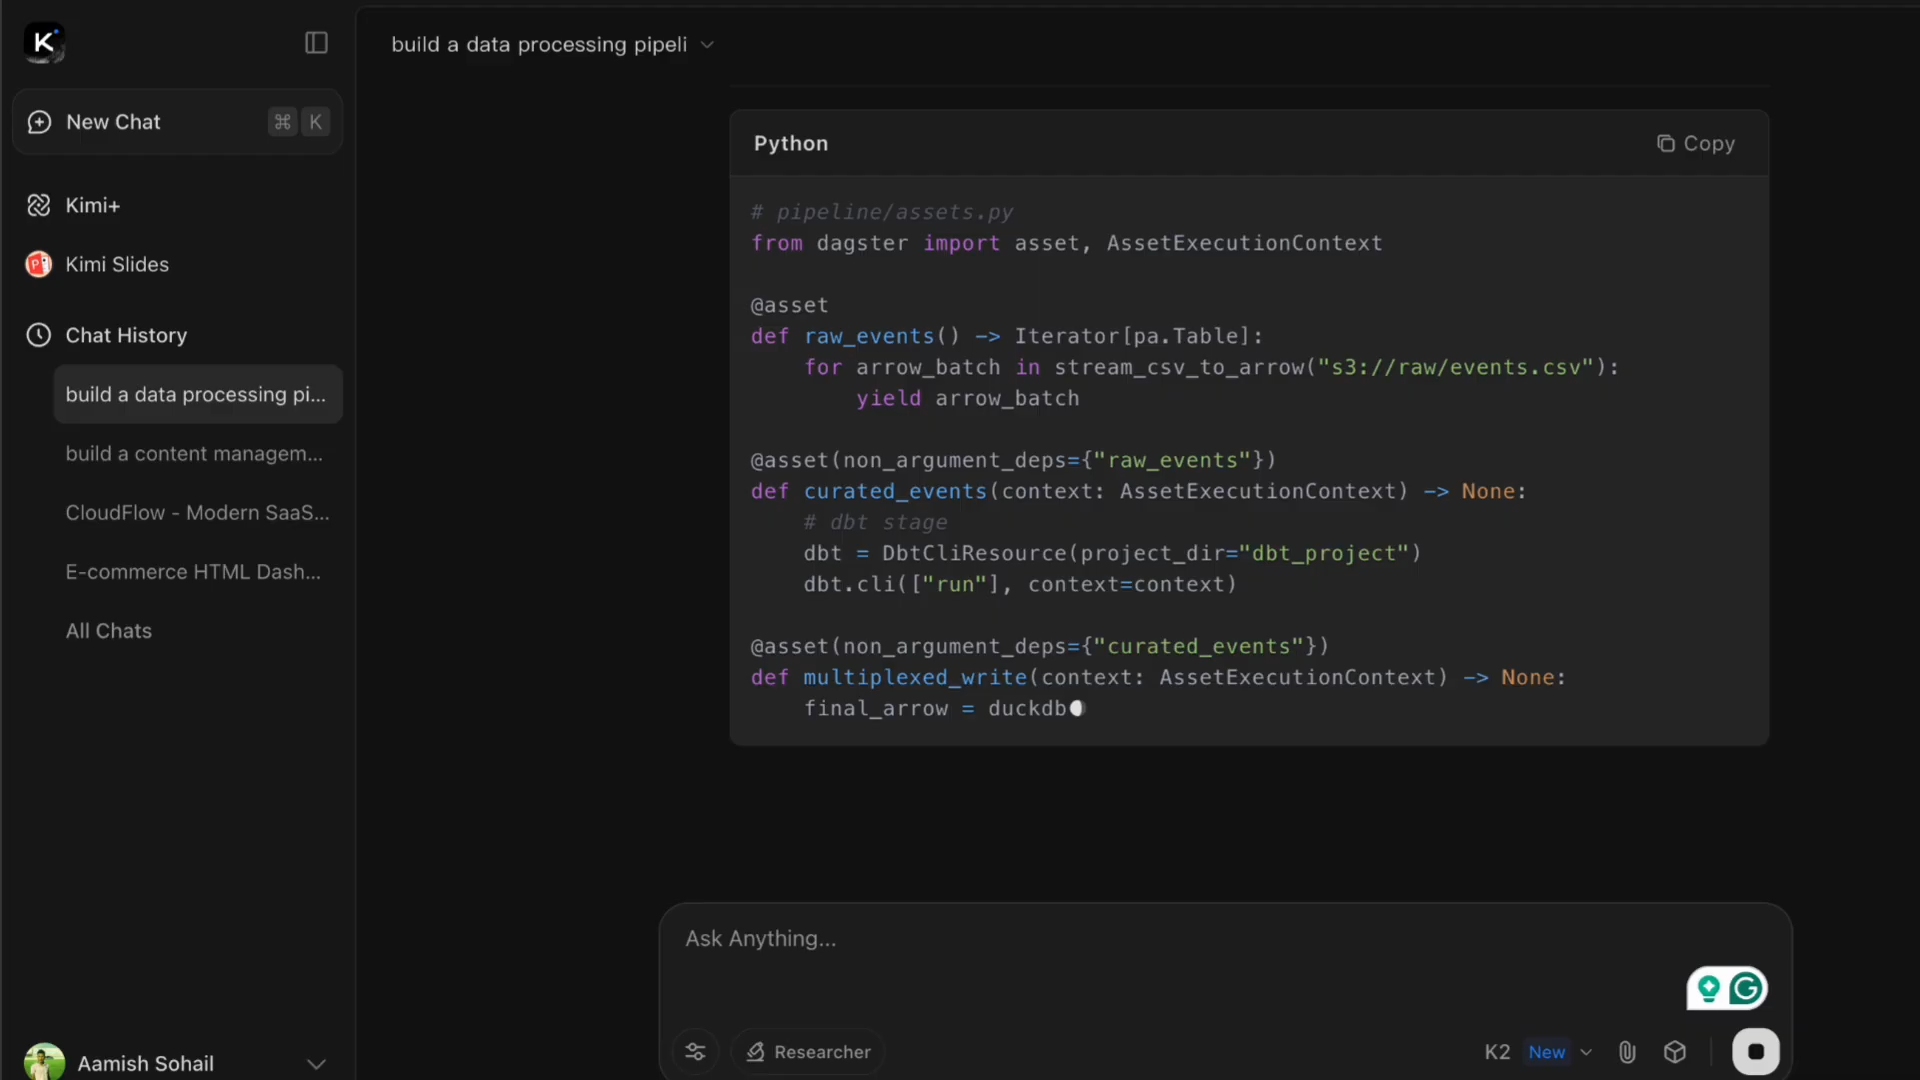 K
New Chat
⌘ K
Kimi+
Kimi Slides
Chat History
build a data processing pi...
build a content managem...
CloudFlow - Modern SaaS...
E-commerce HTML Dash...
All Chats
Aamish Sohail
build a data processing pipeli
Python
Copy
# pipeline/assets.py
from dagster import asset, AssetExecutionContext
@asset
def raw_events() -> Iterator[pa.Table]:
    for arrow_batch in stream_csv_to_arrow("s3://raw/events.csv"):
        yield arrow_batch
@asset(non_argument_deps={"raw_events"})
def curated_events(context: AssetExecutionContext) -> None:
    # dbt stage
    dbt = DbtCliResource(project_dir="dbt_project")
    dbt.cli(["run"], context=context)
@asset(non_argument_deps={"curated_events"})
def multiplexed_write(context: AssetExecutionContext) -> None:
    final_arrow = duckdb
Ask Anything...
Researcher
K2 New